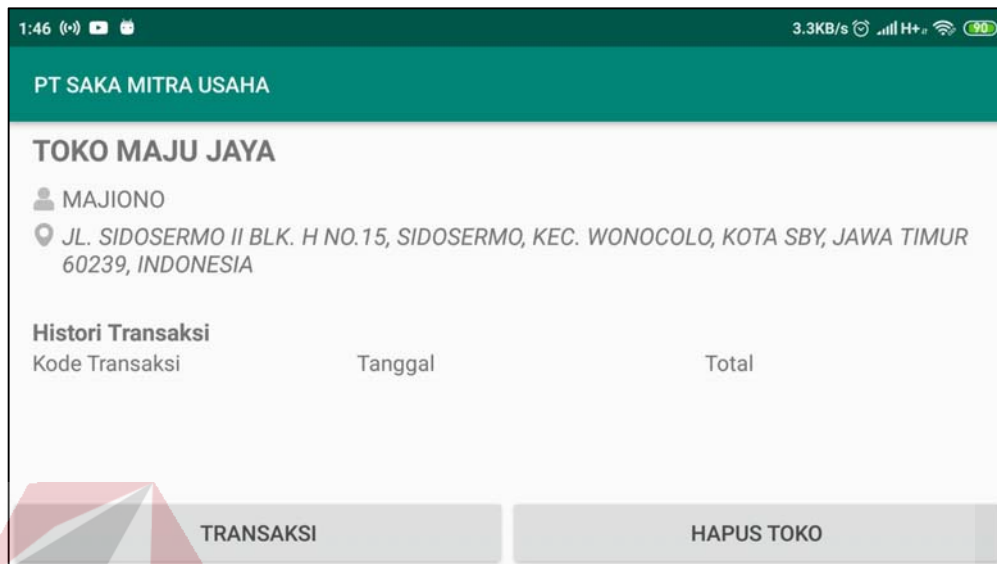 1:46 3.3KB/s H+ 90
PT SAKA MITRA USAHA
TOKO MAJU JAYA
MAJIONO
JL. SIDOSERMO II BLK. H NO.15, SIDOSERMO, KEC. WONOCOLO, KOTA SBY, JAWA TIMUR
60239, INDONESIA
Histori Transaksi
Kode Transaksi Tanggal Total
TRANSAKSI HAPUS TOKO